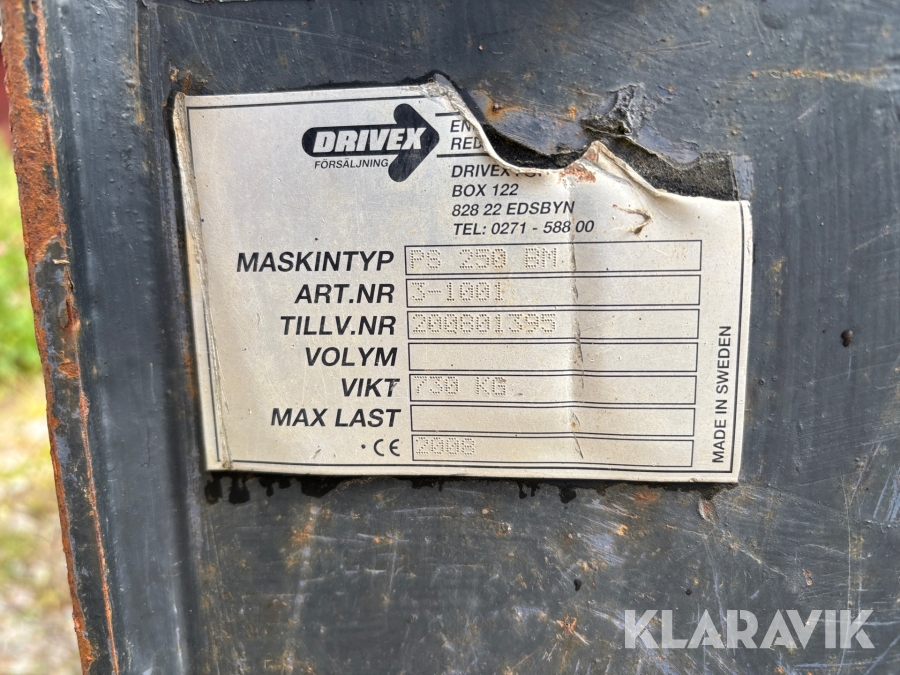 DRIVEX
FÖRSÄLJNING
EN
RED
DRIVEX
BOX 122
828 22 EDSBYN
TEL: 0271 - 588 00
MASKINTYP PS 250 BM
ART.NR 3-1001
TILLV.NR 200801395
VOLYM
VIKT 730 KG
MAX LAST
CE 2008
MADE IN SWEDEN
KLARAVIK